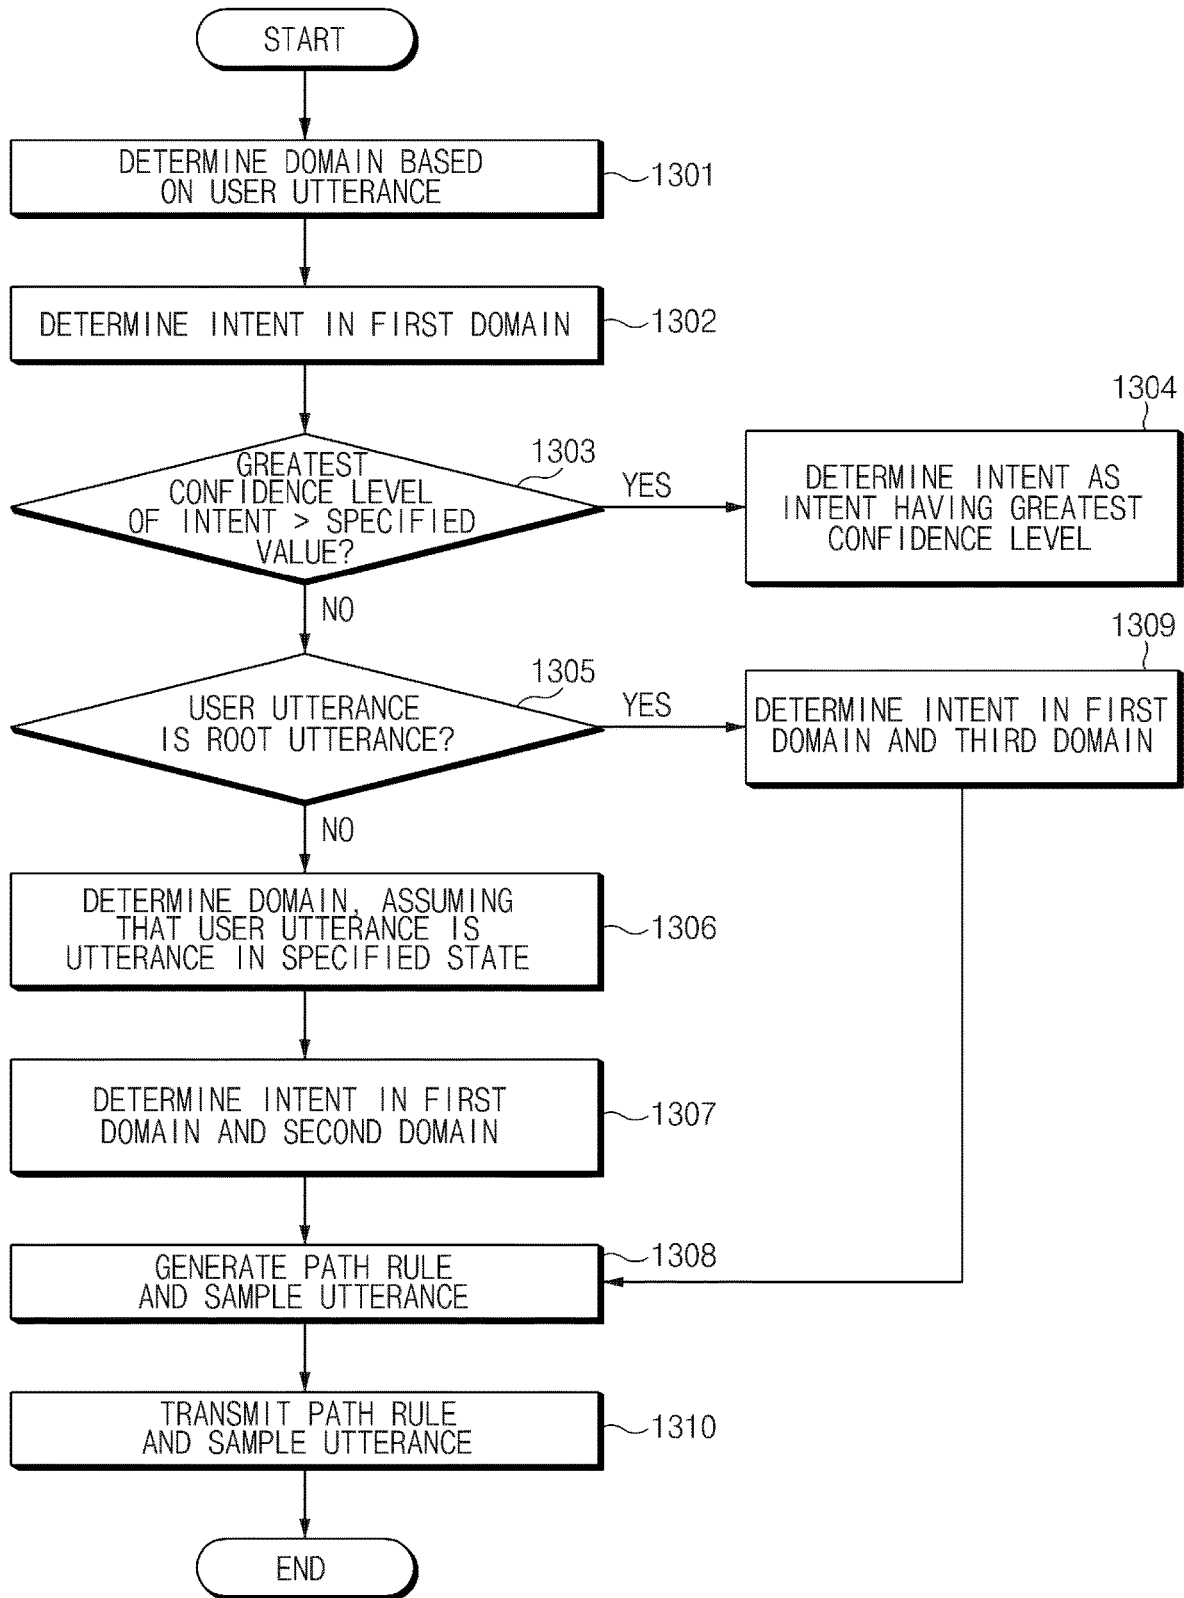 START
DETERMINE DOMAIN BASED
ON USER UTTERANCE
1301
DETERMINE INTENT IN FIRST DOMAIN
1302
GREATEST
CONFIDENCE LEVEL
OF INTENT > SPECIFIED
VALUE?
1303
YES
1304
DETERMINE INTENT AS
INTENT HAVING GREATEST
CONFIDENCE LEVEL
NO
USER UTTERANCE
IS ROOT UTTERANCE?
1305
YES
1309
DETERMINE INTENT IN FIRST
DOMAIN AND THIRD DOMAIN
NO
DETERMINE DOMAIN, ASSUMING
THAT USER UTTERANCE IS
UTTERANCE IN SPECIFIED STATE
1306
DETERMINE INTENT IN FIRST
DOMAIN AND SECOND DOMAIN
1307
GENERATE PATH RULE
AND SAMPLE UTTERANCE
1308
TRANSMIT PATH RULE
AND SAMPLE UTTERANCE
1310
END